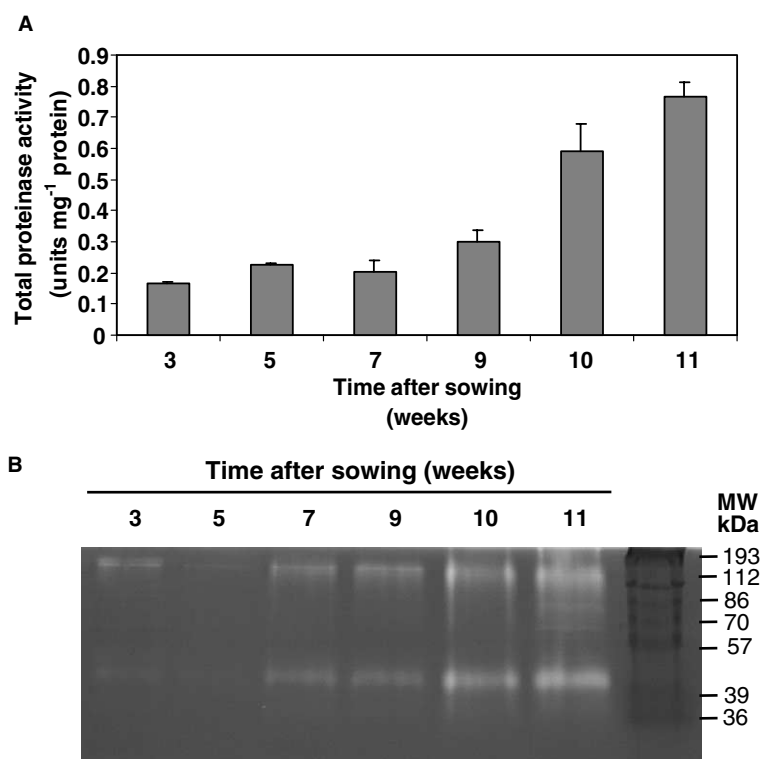 A
Total proteinase activity
(units mg⁻¹ protein)
0.9
0.8
0.7
0.6
0.5
0.4
0.3
0.2
0.1
0
3 5 7 9 10 11
Time after sowing
(weeks)
B
Time after sowing (weeks)
3 5 7 9 10 11
MW
kDa
193
112
86
70
57
39
36